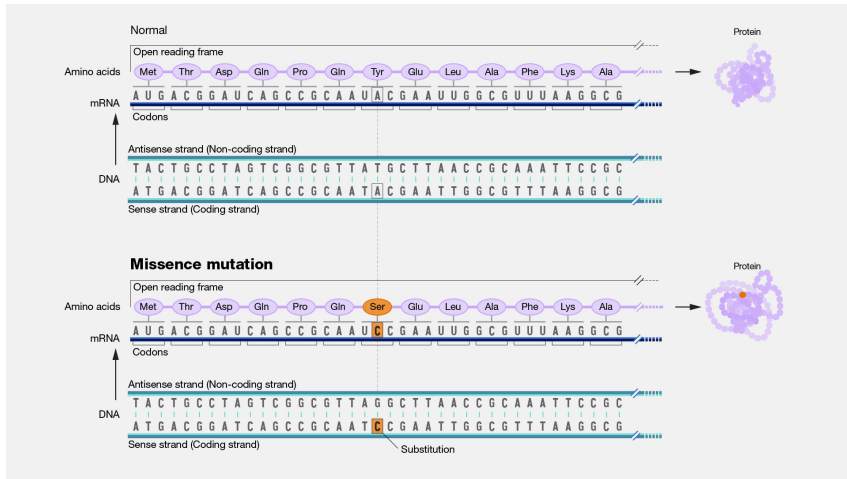 Normal
Protein
Open reading frame
Amino acids Met Thr Asp Gln Pro Gln Tyr Glu Leu Ala Phe Lys Ala
mRNA A U G A C G G A U C A G C C G C A A U A C G A A U U G G C G U U U A A G G C G
Codons
Antisense strand (Non-coding strand)
T A C T G C C T A G T C G G C G T T A T G C T T A A C C G C A A A T T C C G C
DNA
A T G A C G G A T C A G C C G C A A T A C G A A T T G G C G T T T A A G G C G
Sense strand (Coding strand)
Missence mutation
Protein
Open reading frame
Amino acids Met Thr Asp Gln Pro Gln Ser Glu Leu Ala Phe Lys Ala
mRNA A U G A C G G A U C A G C C G C A A U C C G A A U U G G C G U U U A A G G C G
Codons
Antisense strand (Non-coding strand)
T A C T G C C T A G T C G G C G T T A G G C T T A A C C G C A A A T T C C G C
DNA
A T G A C G G A T C A G C C G C A A T C C G A A T T G G C G T T T A A G G C G
Sense strand (Coding strand)
Substitution